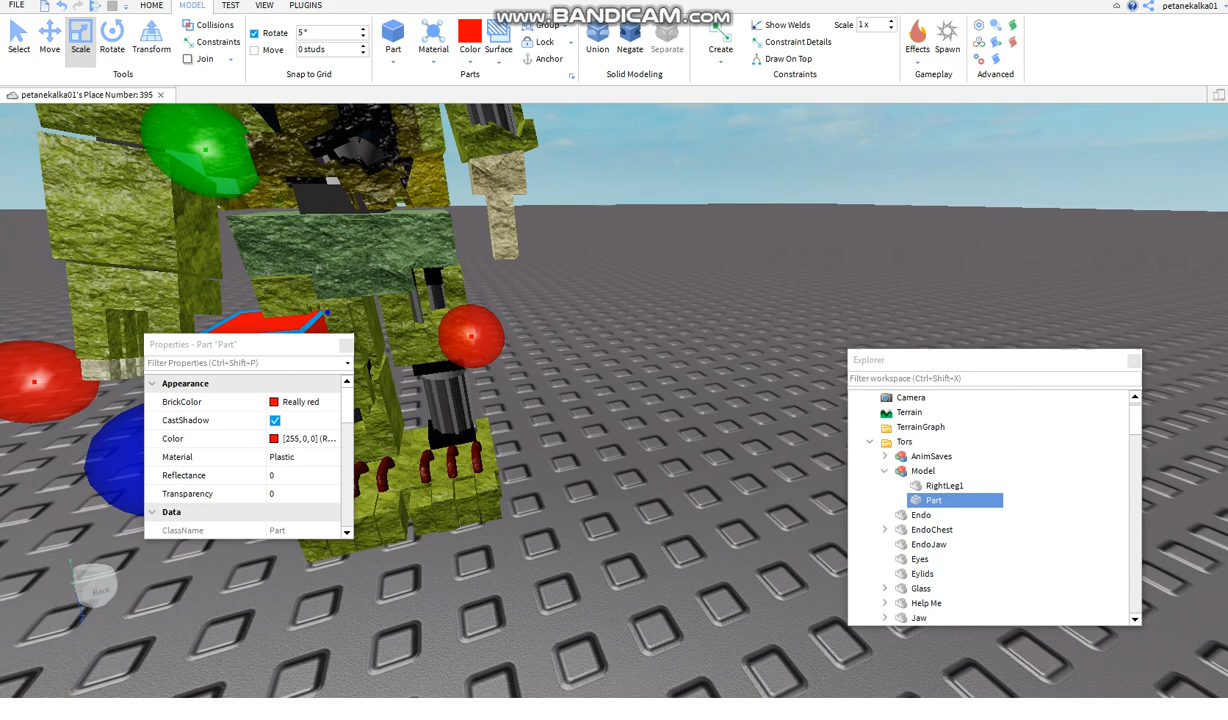 FILE HOME MODEL TEST VIEW PLUGINS petanekalka01
www.BANDICAM.com
Select Move Scale Rotate Transform
Collisions
Constraints
Join
Tools
Rotate 5 °
Move 0 studs
Snap to Grid
Part Material Color Surface
Group
Lock
Anchor
Parts
Union Negate Separate
Solid Modeling
Create
Show Welds Scale 1x
Constraint Details
Draw On Top
Constraints
Effects Spawn
Gameplay
Advanced
petanekalka01's Place Number: 395
Properties - Part "Part"
Filter Properties (Ctrl+Shift+P)
Appearance
BrickColor Really red
CastShadow
Color [255, 0, 0] (R...
Material Plastic
Reflectance 0
Transparency 0
Data
ClassName Part
Back
Explorer
Filter workspace (Ctrl+Shift+X)
Camera
Terrain
TerrainGraph
Tors
AnimSaves
Model
RightLeg1
Part
Endo
EndoChest
EndoJaw
Eyes
Eylids
Glass
Help Me
Jaw